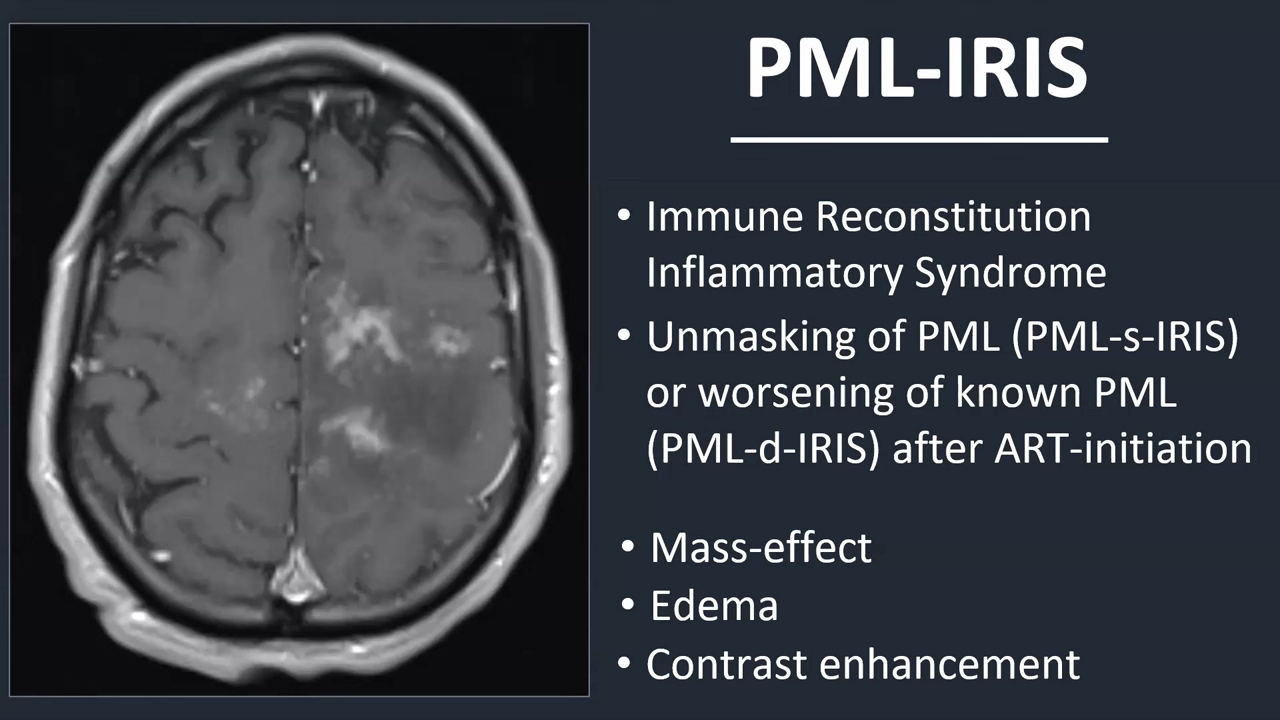 PML-IRIS
• Immune Reconstitution
Inflammatory Syndrome
• Unmasking of PML (PML-s-IRIS)
or worsening of known PML
(PML-d-IRIS) after ART-initiation
• Mass-effect
• Edema
• Contrast enhancement